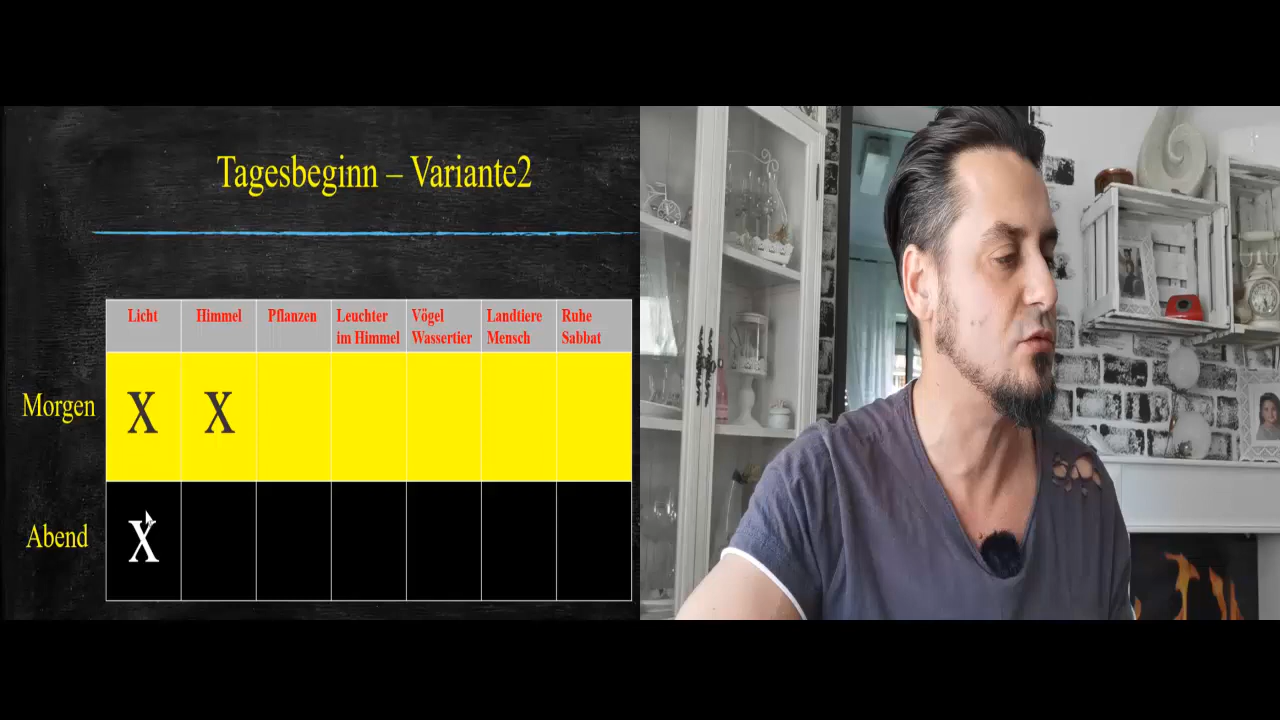 Tagesbeginn – Variante2
Licht Himmel Pflanzen Leuchter im Himmel Vögel Wassertier Landtiere Mensch Ruhe Sabbat
Morgen X X
Abend X